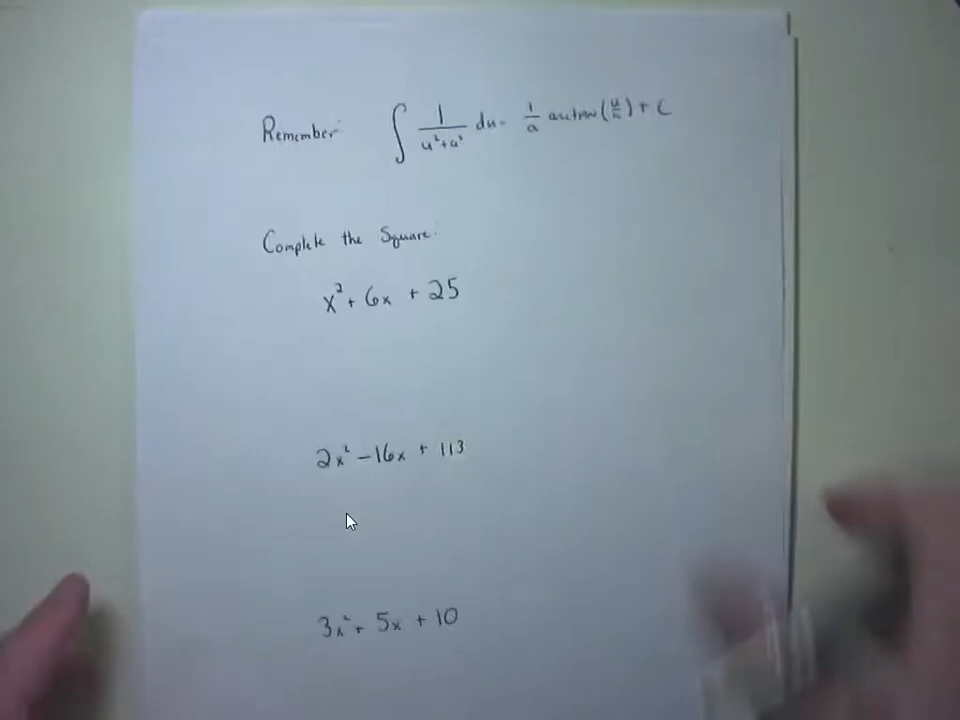 Remember: ∫ 1/(u²+a²) du = 1/a arctan(u/a) + C
Complete the Square:
x² + 6x + 25
2x² - 16x + 113
3x² + 5x + 10